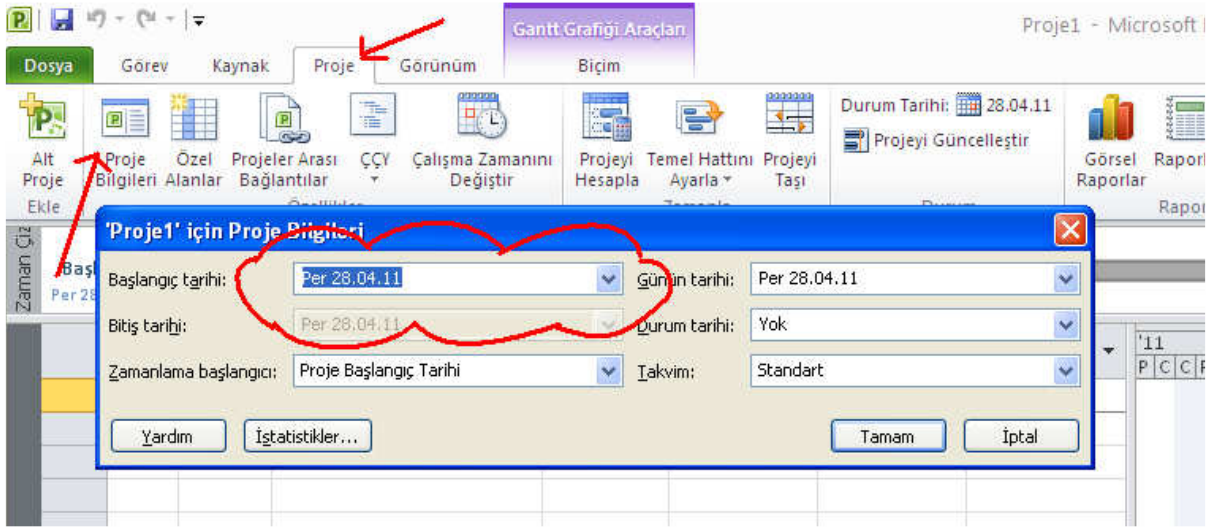 Gantt Grafiği Araçları
Proje1 - Microsoft
Dosya Görev Kaynak Proje Görünüm Biçim
Durum Tarihi: 28.04.11
Projeyi Güncelleştir
Alt Proje
Proje Bilgileri
Özel Alanlar
Projeler Arası Bağlantılar
ÇÇY
Çalışma Zamanını Değiştir
Projeyi Hesapla
Temel Hattını Ayarla
Projeyi Taşı
Görsel Raporlar
Ekle
'Proje1' için Proje Bilgileri
Başlangıç tarihi: Per 28.04.11 Günün tarihi: Per 28.04.11
Bitiş tarihi: Per 28.04.11 Durum tarihi: Yok
Zamanlama başlangıcı: Proje Başlangıç Tarihi Takvim: Standart
Yardım İstatistikler... Tamam İptal
Zaman
Per 28
'11
P C C